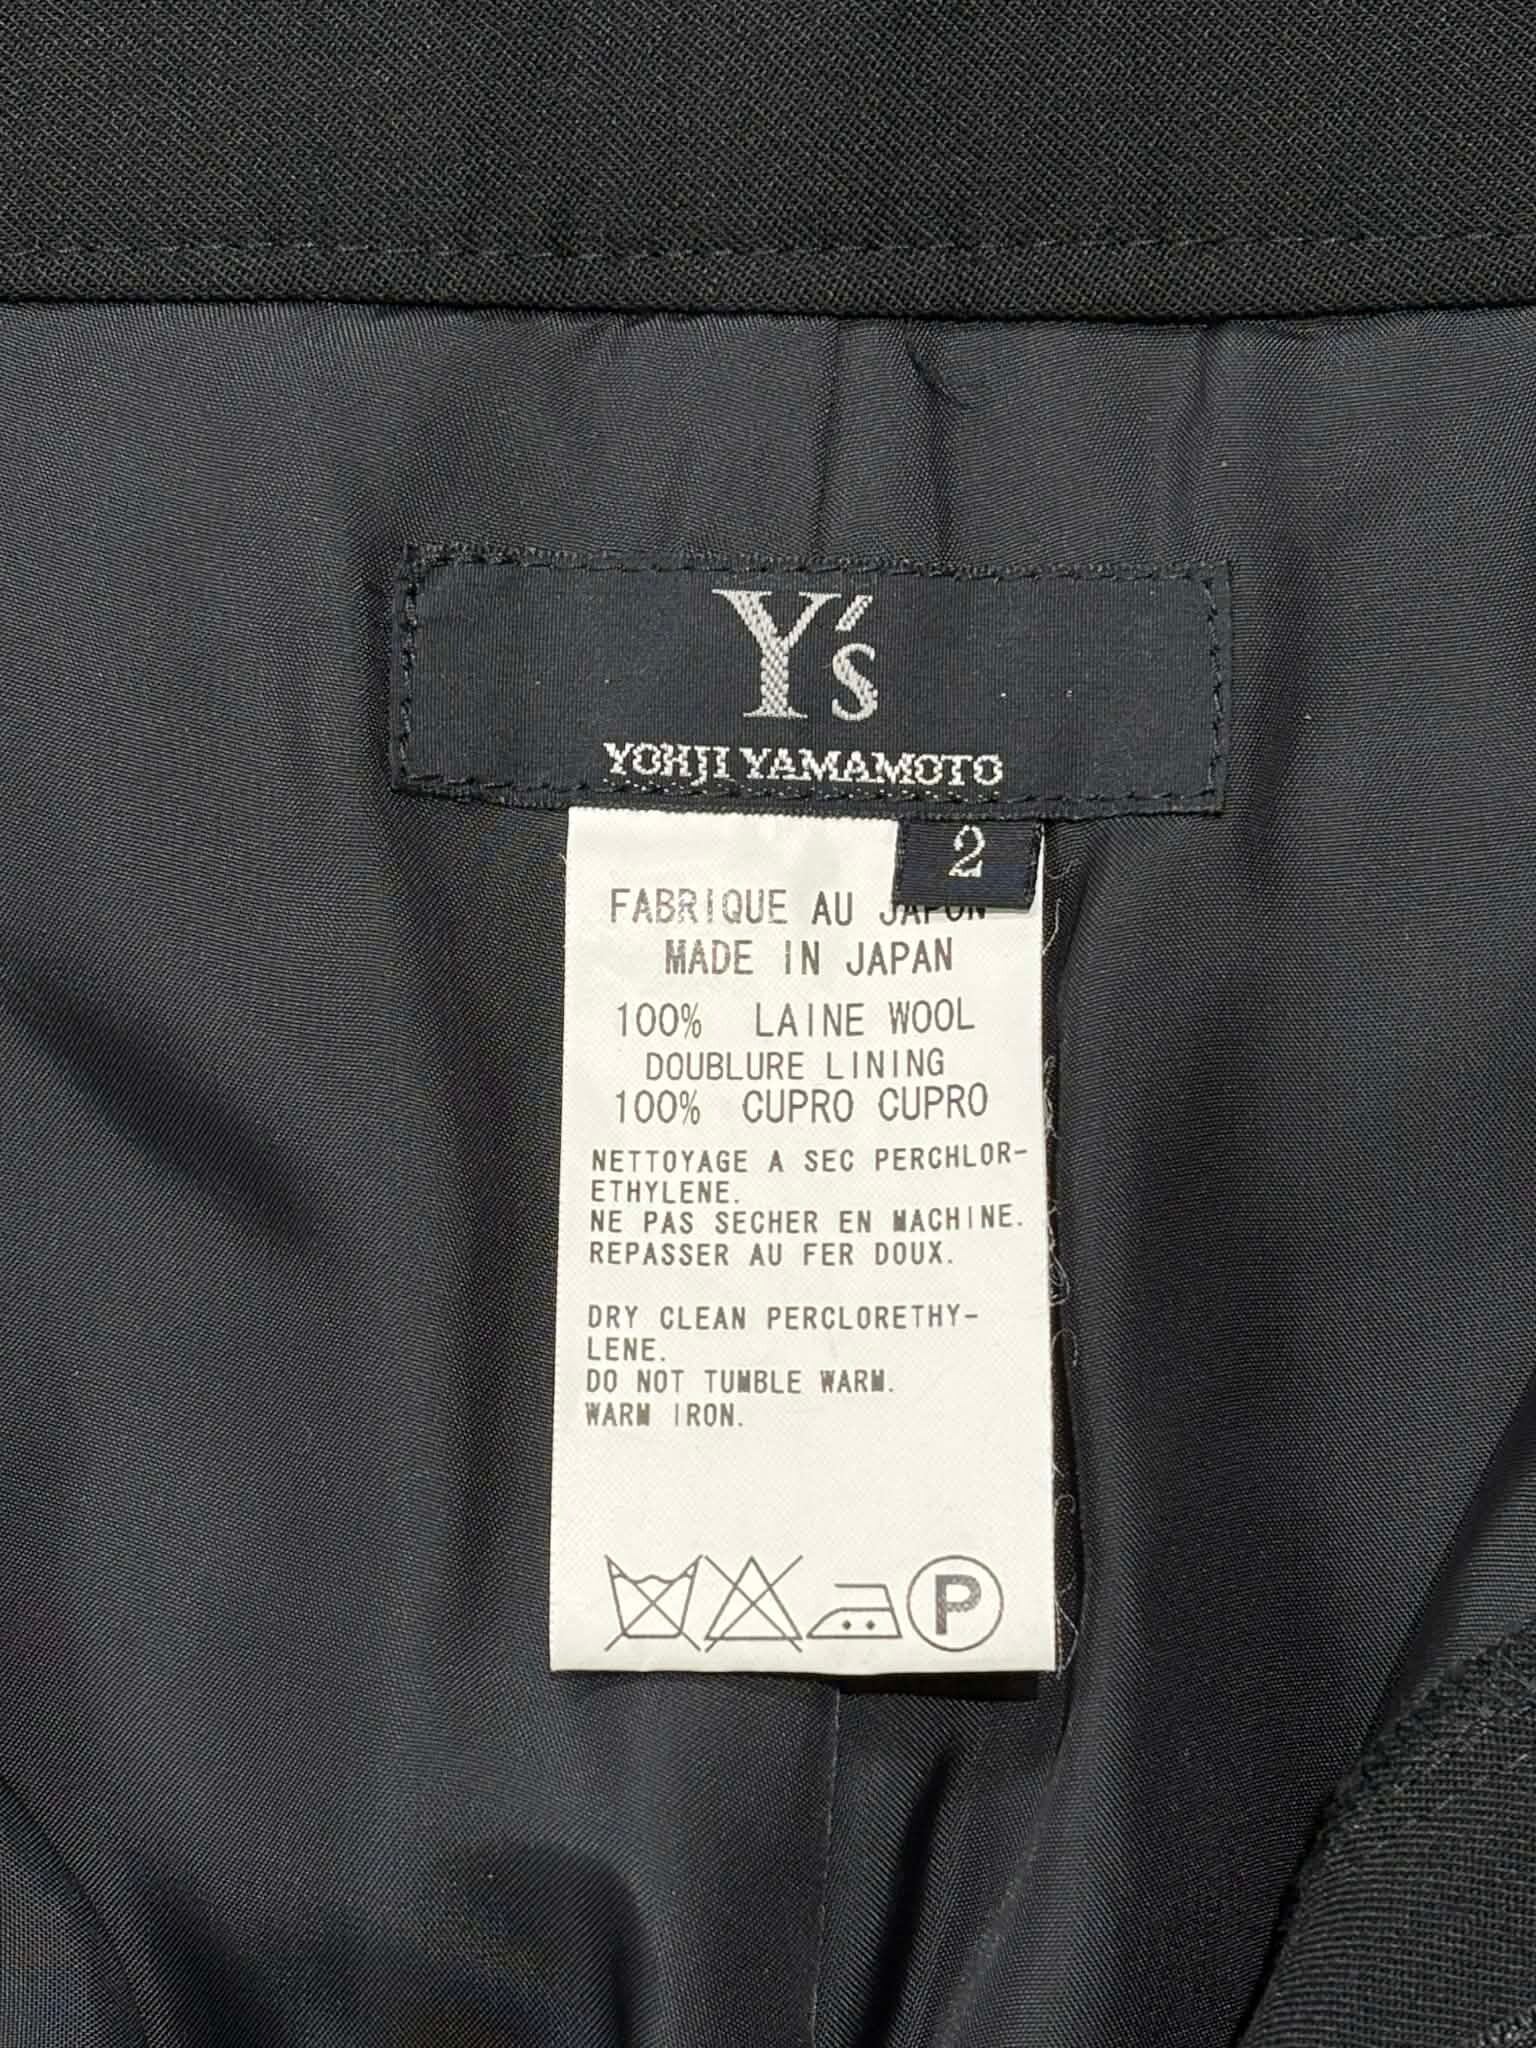 Y's
YOHJI YAMAMOTO
2
FABRIQUE AU JAPON
MADE IN JAPAN
100% LAINE WOOL
DOUBLURE LINING
100% CUPRO CUPRO
NETTOYAGE A SEC PERCHLOR-
ETHYLENE.
NE PAS SECHER EN MACHINE.
REPASSER AU FER DOUX.
DRY CLEAN PERCLORETHY-
LENE.
DO NOT TUMBLE WARM.
WARM IRON.
P